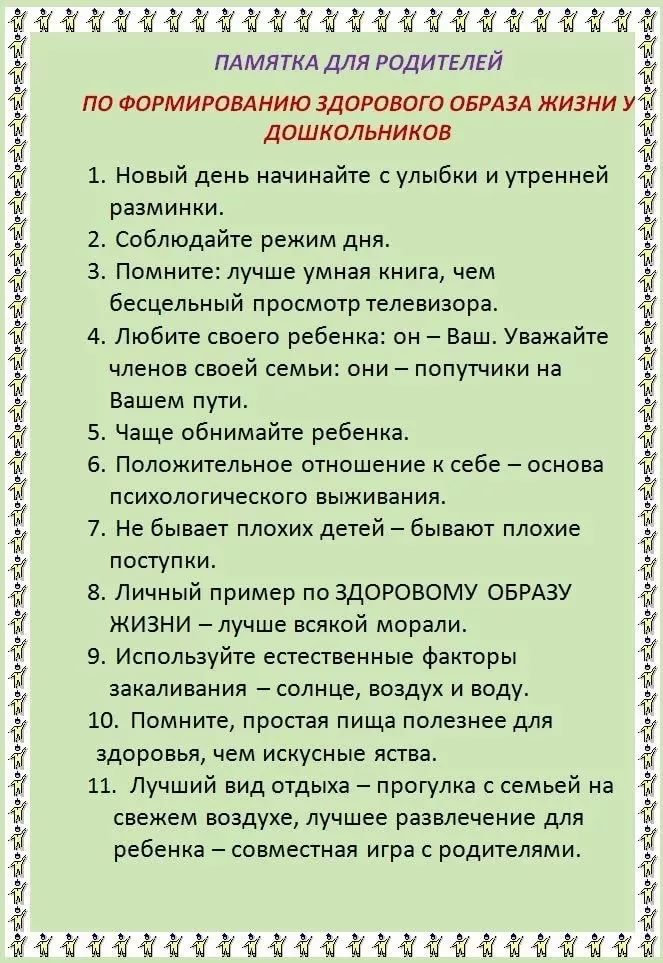 ПАМЯТКА ДЛЯ РОДИТЕЛЕЙ
ПО ФОРМИРОВАНИЮ ЗДОРОВОГО ОБРАЗА ЖИЗНИ У
ДОШКОЛЬНИКОВ
1. Новый день начинайте с улыбки и утренней
разминки.
2. Соблюдайте режим дня.
3. Помните: лучше умная книга, чем
бесцельный просмотр телевизора.
4. Любите своего ребенка: он – Ваш. Уважайте
членов своей семьи: они – попутчики на
Вашем пути.
5. Чаще обнимайте ребенка.
6. Положительное отношение к себе – основа
психологического выживания.
7. Не бывает плохих детей – бывают плохие
поступки.
8. Личный пример по ЗДОРОВОМУ ОБРАЗУ
ЖИЗНИ – лучше всякой морали.
9. Используйте естественные факторы
закаливания – солнце, воздух и воду.
10. Помните, простая пища полезнее для
здоровья, чем искусные яства.
11. Лучший вид отдыха – прогулка с семьей на
свежем воздухе, лучшее развлечение для
ребенка – совместная игра с родителями.